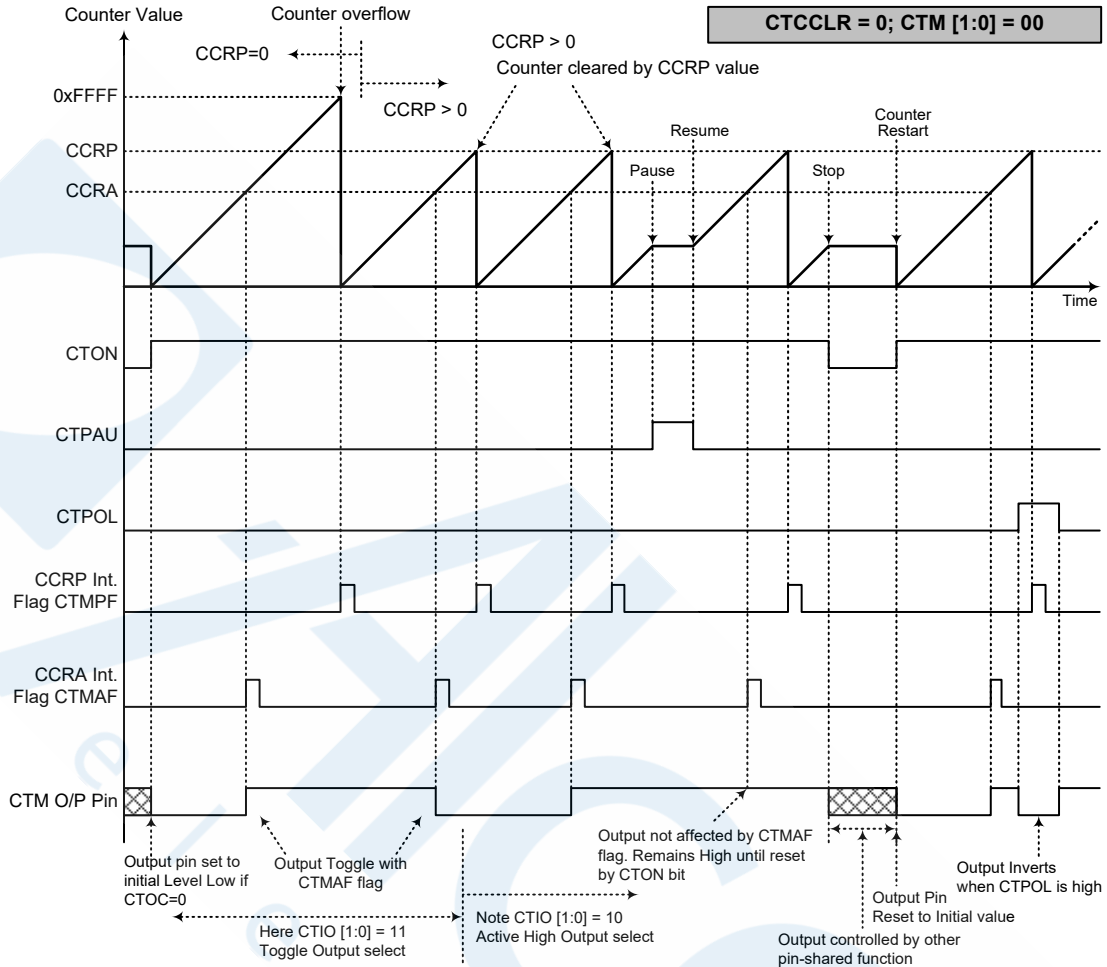 Counter Value
Counter overflow
CTCCLR = 0; CTM [1:0] = 00
CCRP=0
CCRP > 0
CCRP > 0
Counter cleared by CCRP value
0xFFFF
CCRP
CCRA
Pause
Resume
Stop
Counter
Restart
Time
CTON
CTPAU
CTPOL
CCRP Int.
Flag CTMPF
CCRA Int.
Flag CTMAF
CTM O/P Pin
Output pin set to
initial Level Low if
CTOC=0
Output Toggle with
CTMAF flag
Here CTIO [1:0] = 11
Toggle Output select
Note CTIO [1:0] = 10
Active High Output select
Output not affected by CTMAF
flag. Remains High until reset
by CTON bit
Output controlled by other
pin-shared function
Output Pin
Reset to Initial value
Output Inverts
when CTPOL is high